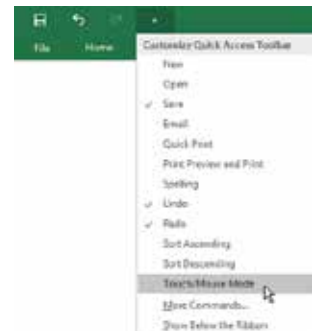 File Home
Customize Quick Access Toolbar
New
Open
Save
Email
Quick Print
Print Preview and Print
Spelling
Undo
Redo
Sort Ascending
Sort Descending
Touch/Mouse Mode
More Commands...
Show Below the Ribbon